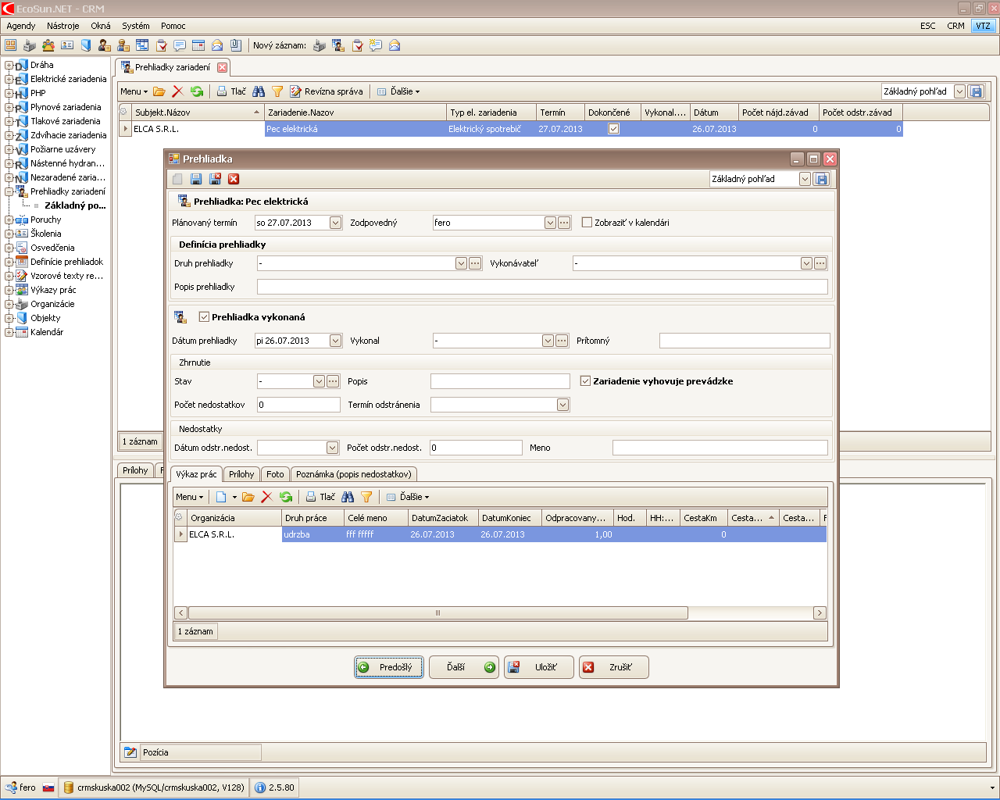 EcoSun.NET - CRM
Agendy Nástroje Okná Systém Pomoc ESC CRM VTZ
Nový záznam:
Dráha
Elektrické zariadenia
PHP
Plynové zariadenia
Tlakové zariadenia
Zdvíhacie zariadenia
Požiarne uzávery
Nástenné hydran...
Nezaradené zaria...
Prehliadky zariadení
Základný po...
Poruchy
Školenia
Osvedčenia
Definície prehliadok
Vzorové texty re...
Výkazy prác
Organizácie
Objekty
Kalendár
Prehliadky zariadení
Menu Tlač Revízna správa Ďalšie Základný pohľad
Subjekt.Názov Zariadenie.Nazov Typ el. zariadenia Termín Dokončené Vykonal.... Dátum Počet nájd.závad Počet odstr.závad
ELCA S.R.L. Pec elektrická Elektrický spotrebič 27.07.2013 26.07.2013 0 0
1 záznam
Prílohy F
Prehliadka
Základný pohľad
Prehliadka: Pec elektrická
Plánovaný termín so 27.07.2013 Zodpovedný fero Zobraziť v kalendári
Definícia prehliadky
Druh prehliadky - Vykonávateľ -
Popis prehliadky
Prehliadka vykonaná
Dátum prehliadky pi 26.07.2013 Vykonal - Prítomný
Zhrnutie
Stav - Popis Zariadenie vyhovuje prevádzke
Počet nedostatkov 0 Termín odstránenia
Nedostatky
Dátum odstr.nedost. Počet odstr.nedost. 0 Meno
Výkaz prác Prílohy Foto Poznámka (popis nedostatkov)
Menu Tlač Ďalšie
Organizácia Druh práce Celé meno DatumZaciatok DatumKoniec Odpracovany... Hod. HH:... CestaKm Cesta... Cesta... F
ELCA S.R.L. udrzba fff fffff 26.07.2013 26.07.2013 1,00 0
1 záznam
Predošlý Ďalší Uložiť Zrušiť
Pozícia
fero crmskuska002 (MySQL/crmskuska002, V128) 2.5.80